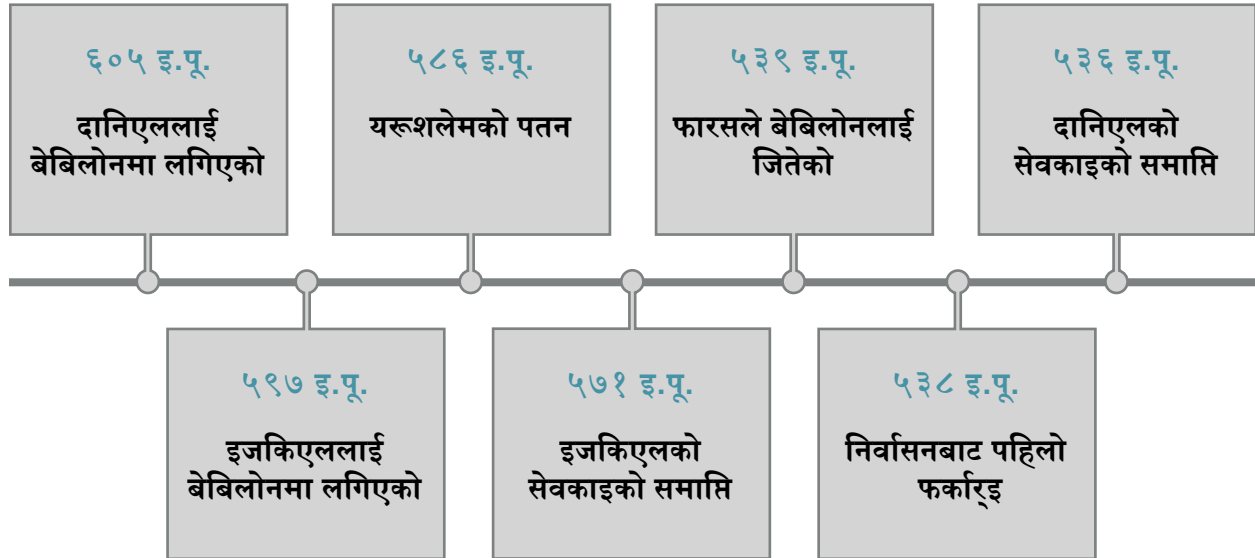 ६०५ इ.पू.
दानिएललाई
बेबिलोनमा लगिएको
५९७ इ.पू.
इजकिएललाई
बेबिलोनमा लगिएको
५८६ इ.पू.
यरूशलेमको पतन
५७१ इ.पू.
इजकिएलको
सेवकाइको समाप्ति
५३९ इ.पू.
फारसले बेबिलोनलाई
जितेको
५३८ इ.पू.
निर्वासनबाट पहिलो
फर्कार्इ
५३६ इ.पू.
दानिएलको
सेवकाइको समाप्ति